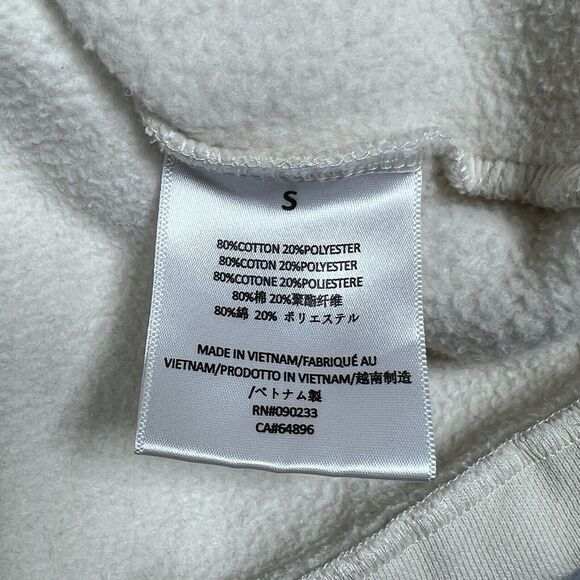 S
80%COTTON 20%POLYESTER
80%COTON 20%POLYESTER
80%COTONE 20%POLIESTERE
80%棉 20%聚酯纤维
80%綿 20% ポリエステル
MADE IN VIETNAM/FABRIQUÉ AU
VIETNAM/PRODOTTO IN VIETNAM/越南制造
/ベトナム製
RN#090233
CA#64896